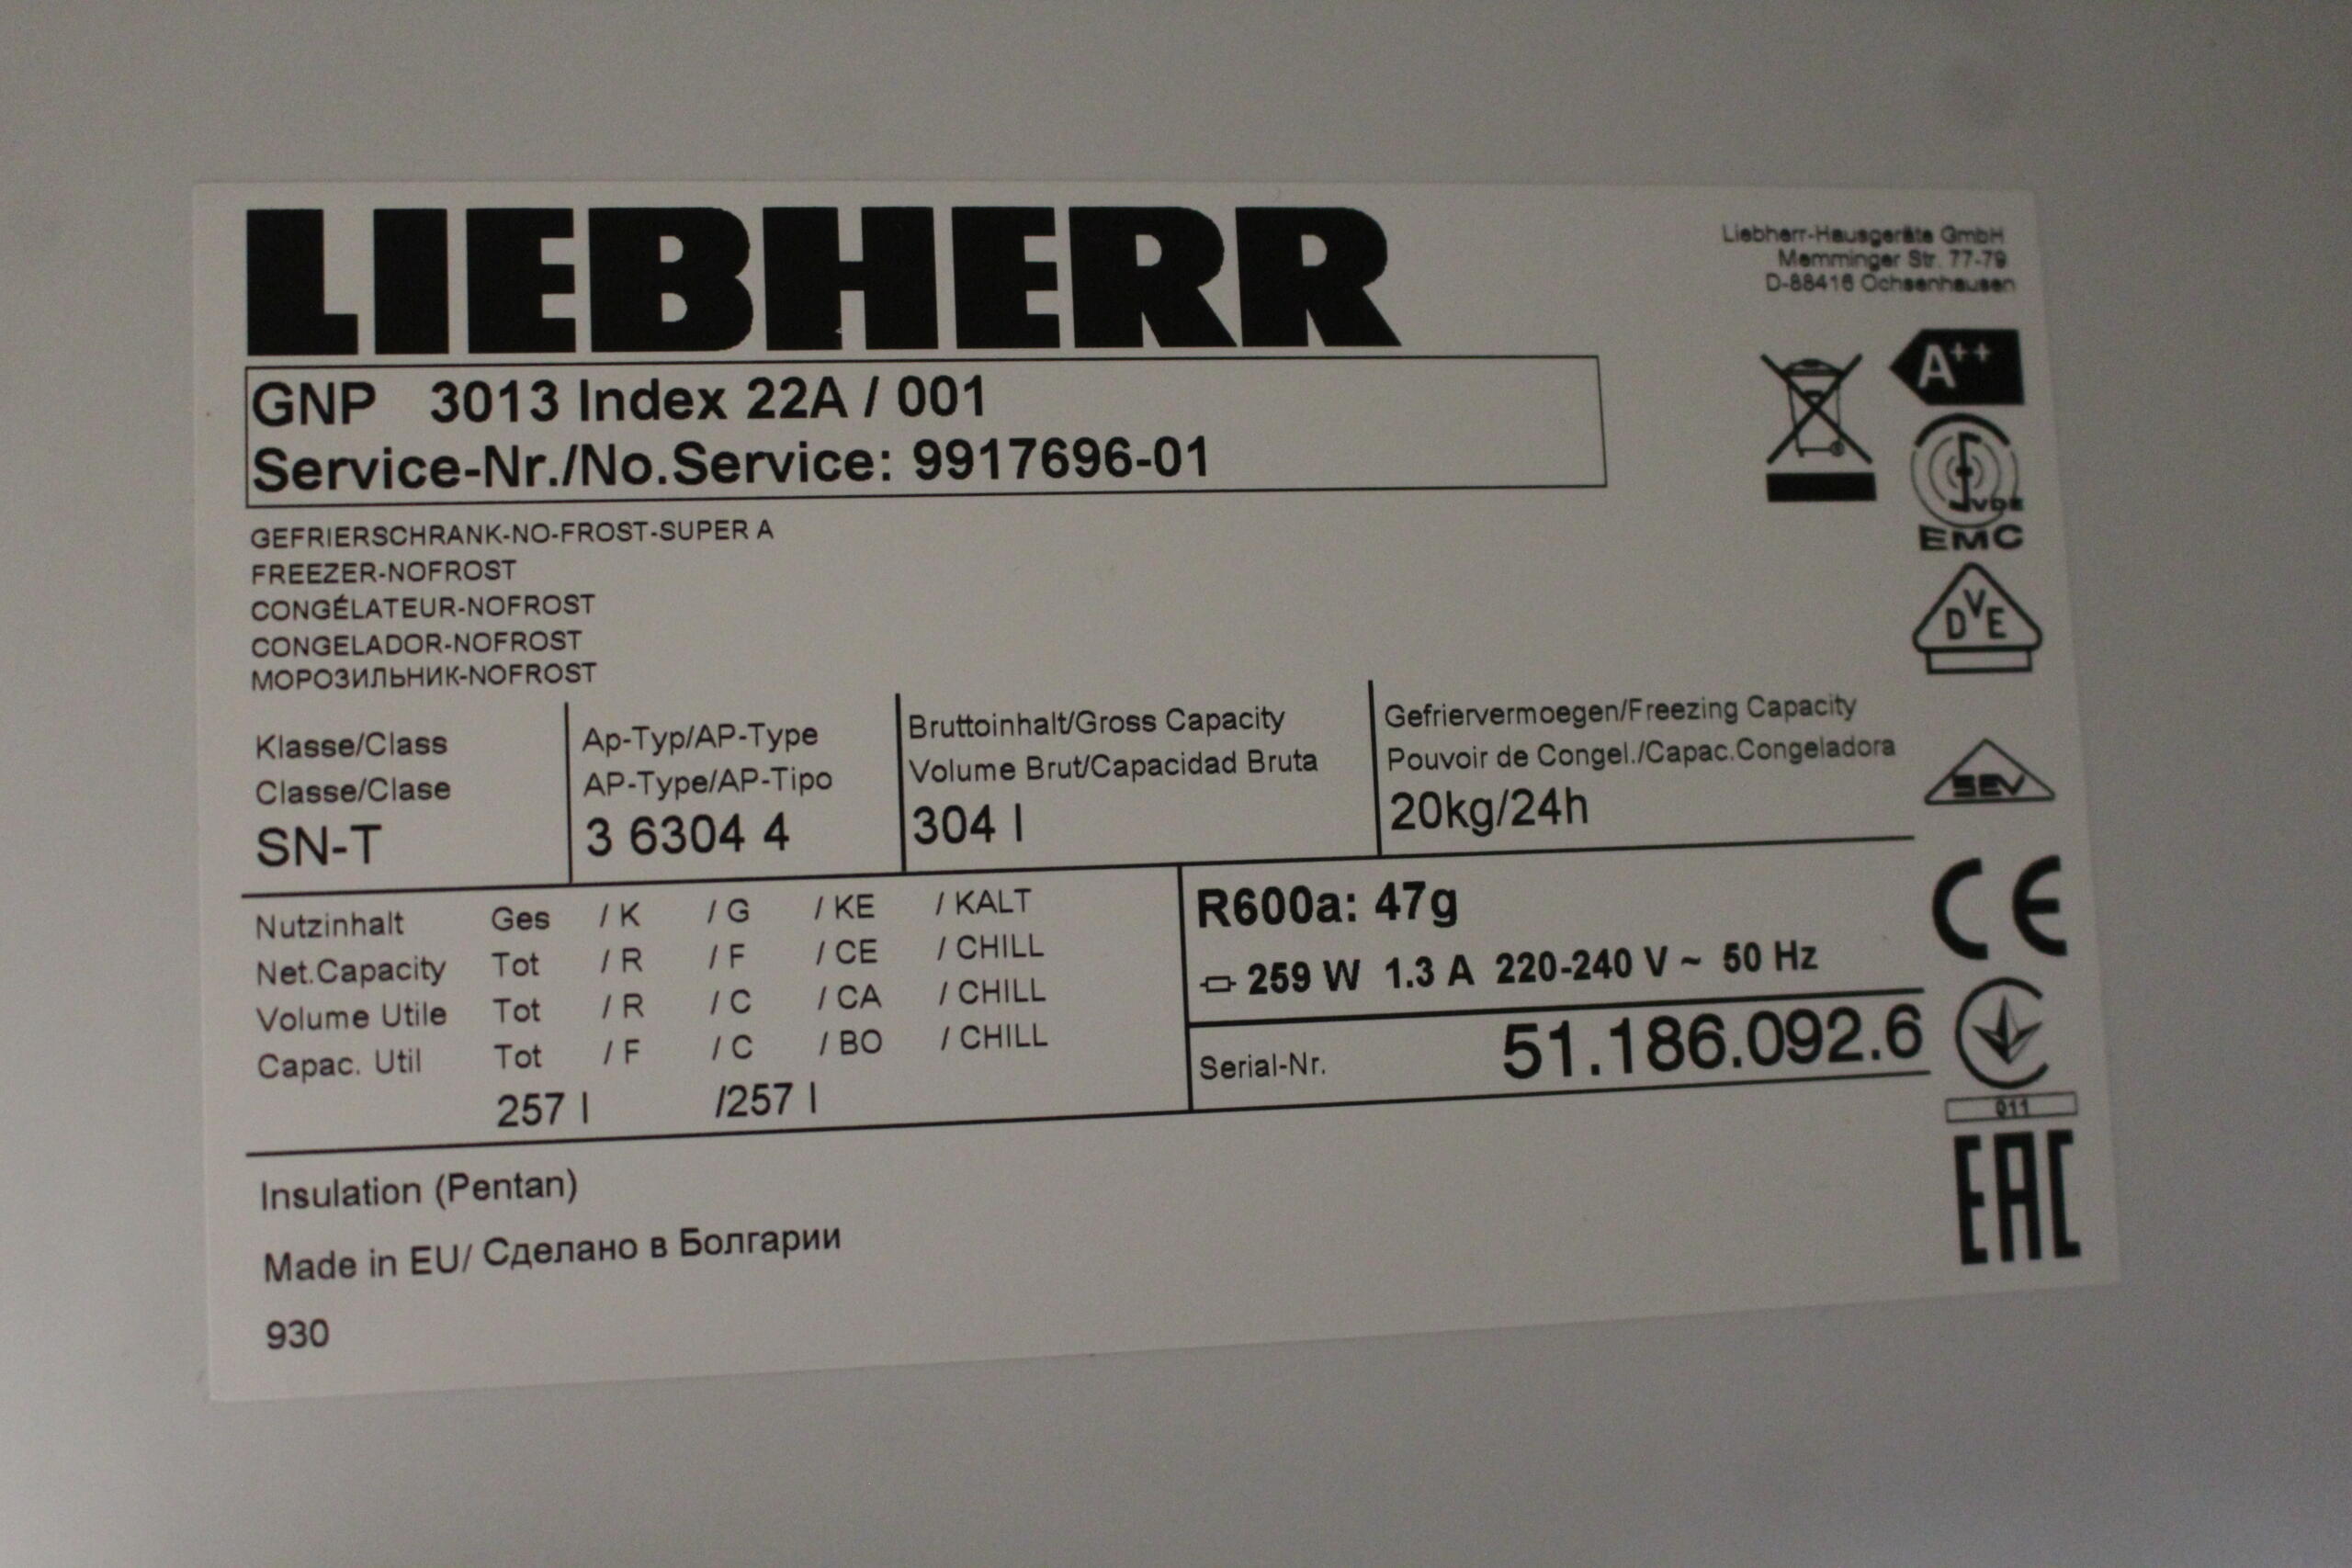 LIEBHERR
Liebherr-Hausgeräte GmbH
Memminger Str. 77-79
D-88416 Ochsenhausen
GNP 3013 Index 22A / 001
Service-Nr./No.Service: 9917696-01
A++
VDE
EMC
DVE
SEV
CE
011
EAC
GEFRIERSCHRANK-NO-FROST-SUPER A
FREEZER-NOFROST
CONGÉLATEUR-NOFROST
CONGELADOR-NOFROST
МОРОЗИЛЬНИК-NOFROST
Klasse/Class
Classe/Clase
SN-T
Ap-Typ/AP-Type
AP-Type/AP-Tipo
3 6304 4
Bruttoinhalt/Gross Capacity
Volume Brut/Capacidad Bruta
304 l
Gefriervermoegen/Freezing Capacity
Pouvoir de Congel./Capac.Congeladora
20kg/24h
Nutzinhalt Ges / K / G / KE / KALT
Net.Capacity Tot / R / F / CE / CHILL
Volume Utile Tot / R / C / CA / CHILL
Capac. Util Tot / F / C / BO / CHILL
257 l /257 l
R600a: 47g
259 W 1.3 A 220-240 V ~ 50 Hz
Serial-Nr. 51.186.092.6
Insulation (Pentan)
Made in EU/ Сделано в Болгарии
930